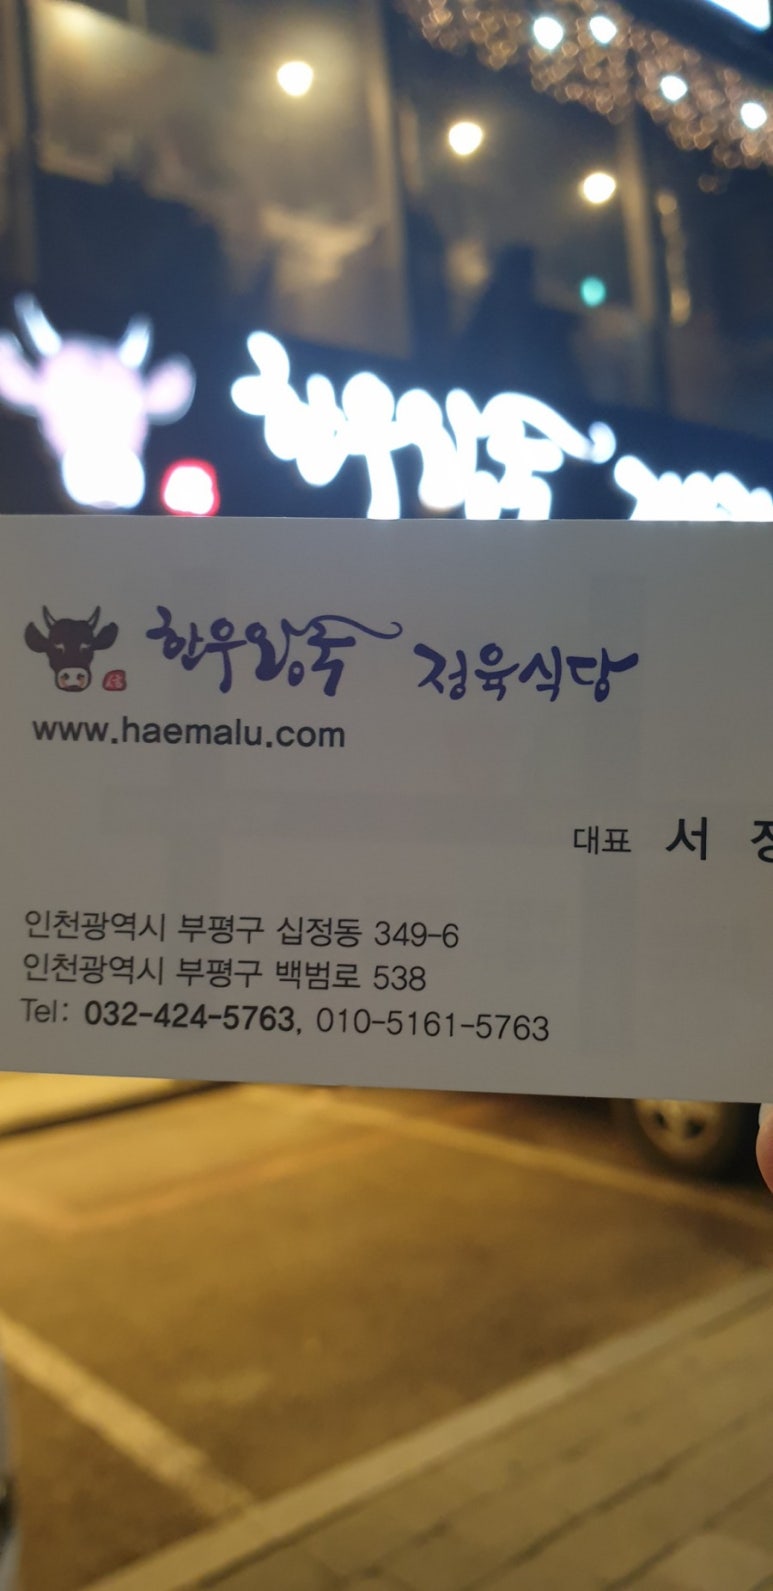 한우왕국 정육식당
www.haemalu.com
대표 서
인천광역시 부평구 십정동 349-6
인천광역시 부평구 백범로 538
Tel: 032-424-5763, 010-5161-5763